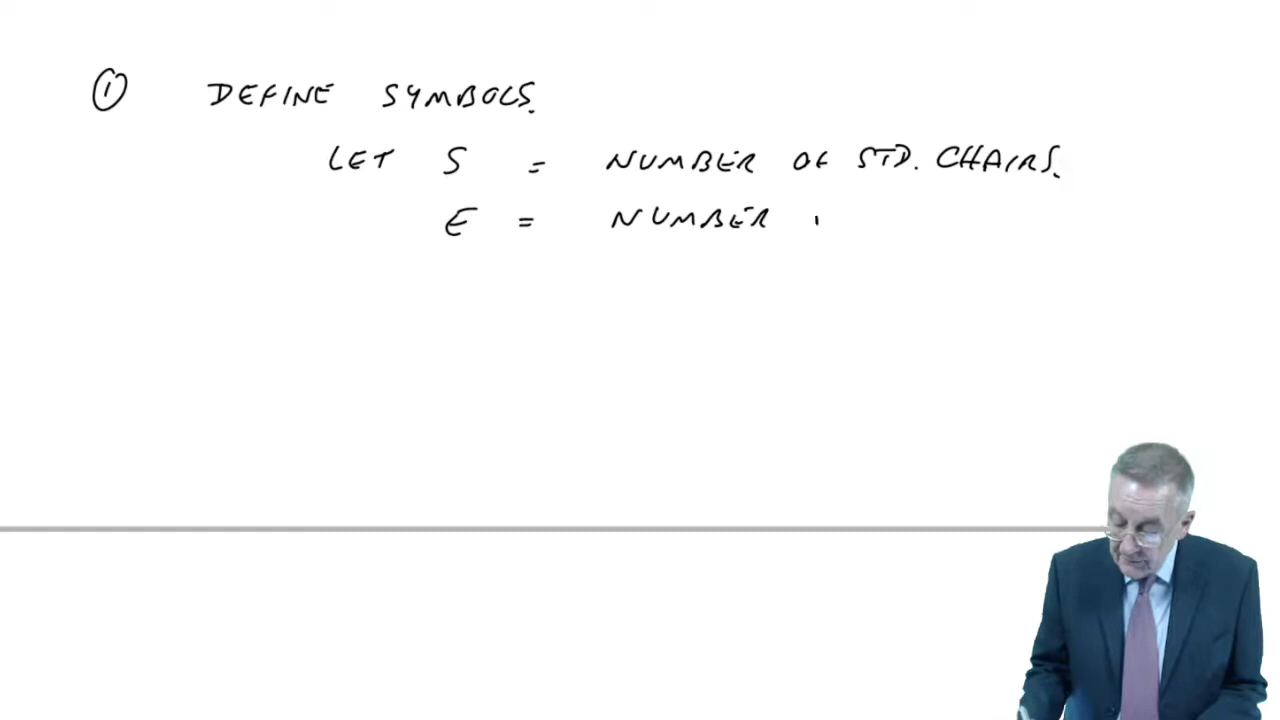 ① DEFINE SYMBOLS.
LET S = NUMBER OF STD. CHAIRS.
E = NUMBER